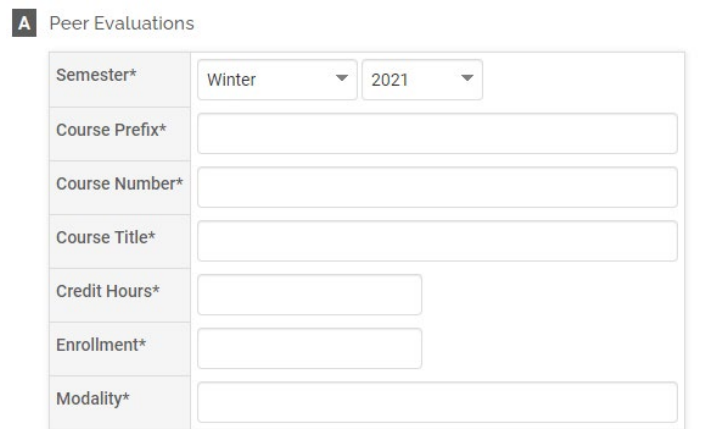 A Peer Evaluations
Semester* Winter 2021
Course Prefix*
Course Number*
Course Title*
Credit Hours*
Enrollment*
Modality*